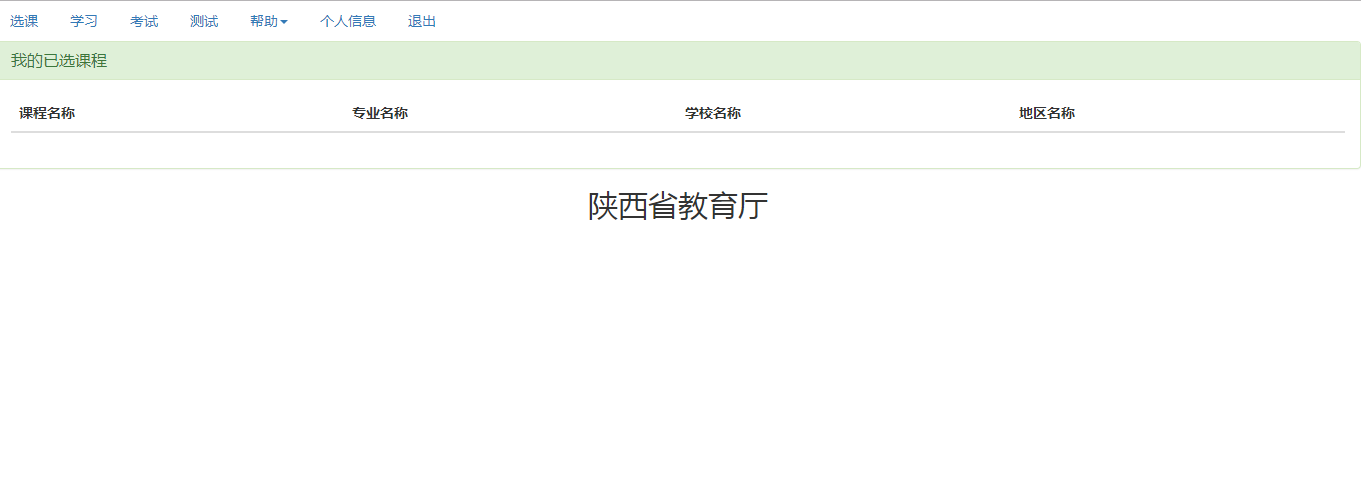 选课 学习 考试 测试 帮助 个人信息 退出
我的已选课程
课程名称 专业名称 学校名称 地区名称
陕西省教育厅